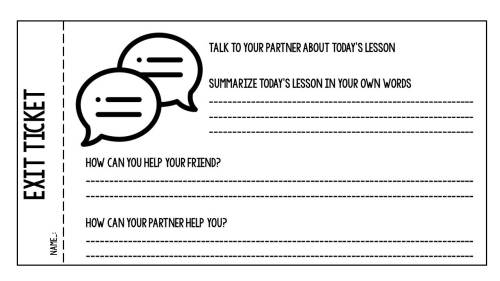 EXIT TICKET
NAME.:
TALK TO YOUR PARTNER ABOUT TODAY'S LESSON
SUMMARIZE TODAY'S LESSON IN YOUR OWN WORDS
HOW CAN YOU HELP YOUR FRIEND?
HOW CAN YOUR PARTNER HELP YOU?